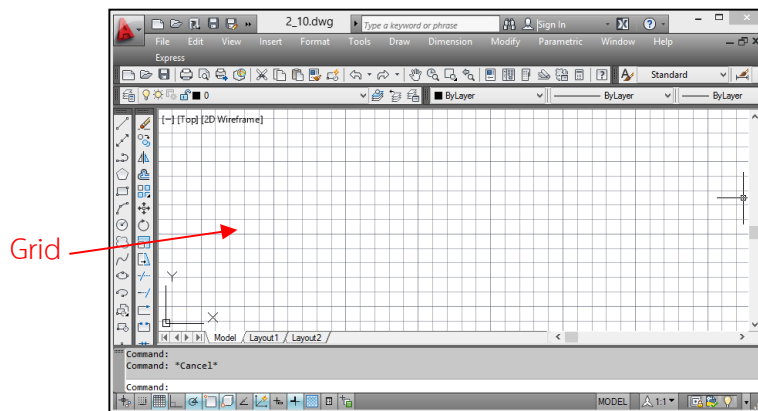 2_10.dwg
Type a keyword or phrase
Sign In
File Edit View Insert Format Tools Draw Dimension Modify Parametric Window Help
Express
Standard
0
ByLayer
ByLayer
ByLayer
[−] [Top] [2D Wireframe]
Grid
Y
X
Model Layout1 Layout2
Command:
Command: *Cancel*
Command:
MODEL
1:1